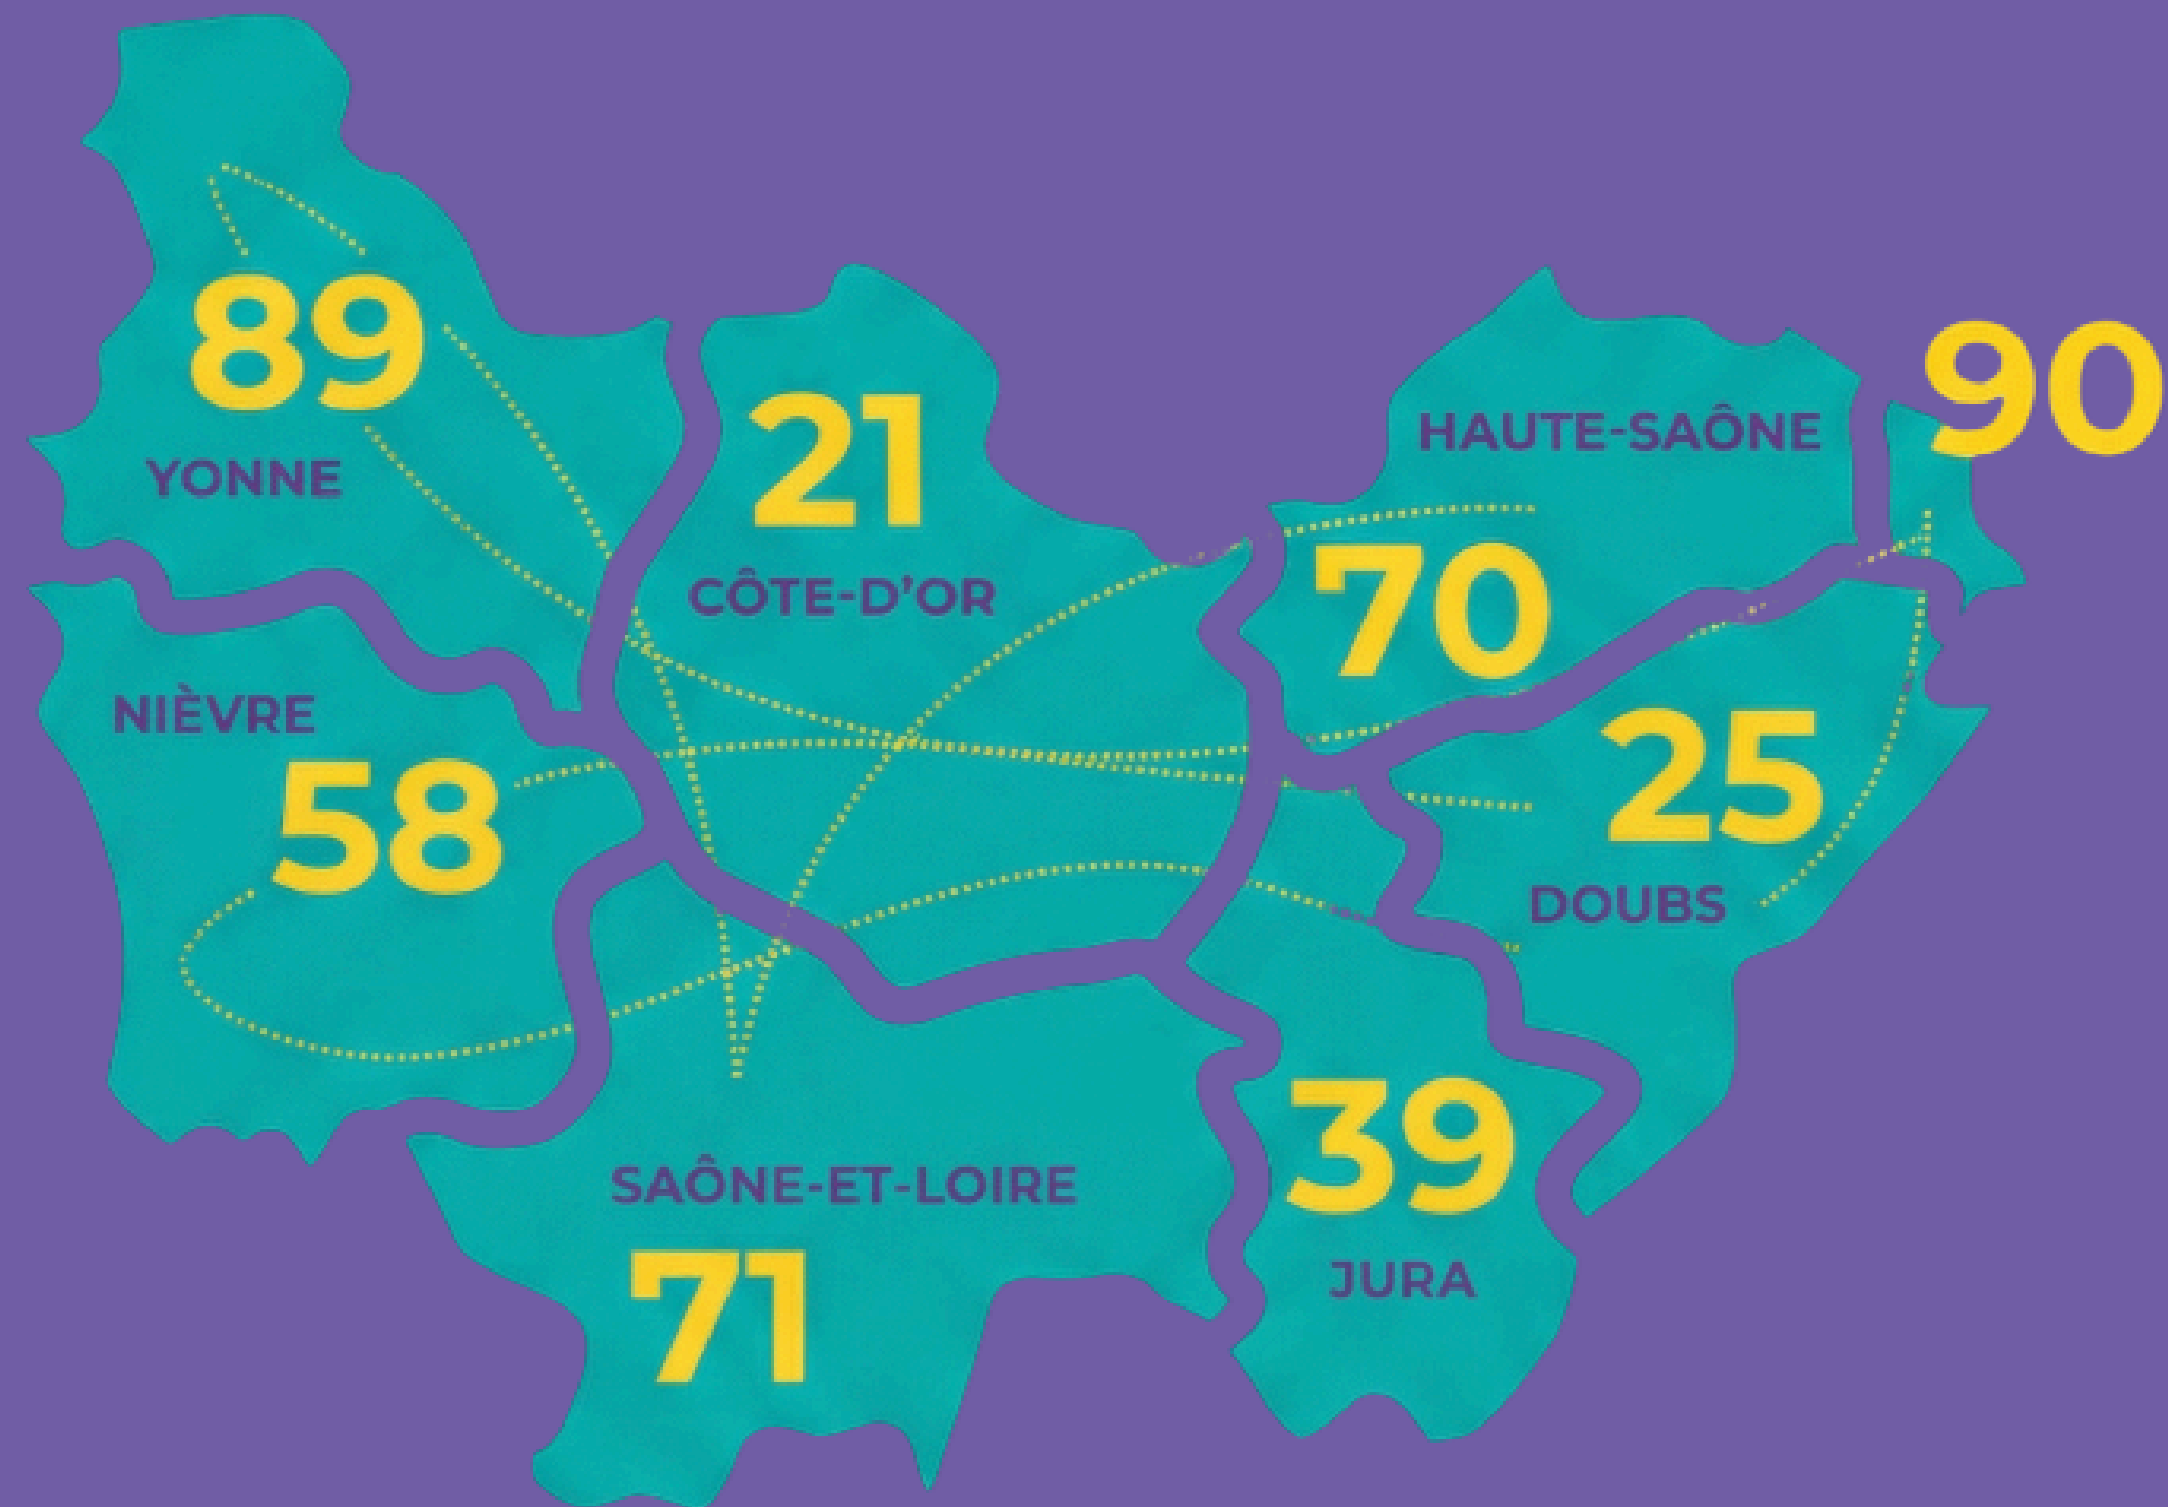 89
YONNE
21
CÔTE-D’OR
HAUTE-SAÔNE
70
90
NIÈVRE
58
25
DOUBS
SAÔNE-ET-LOIRE
71
39
JURA